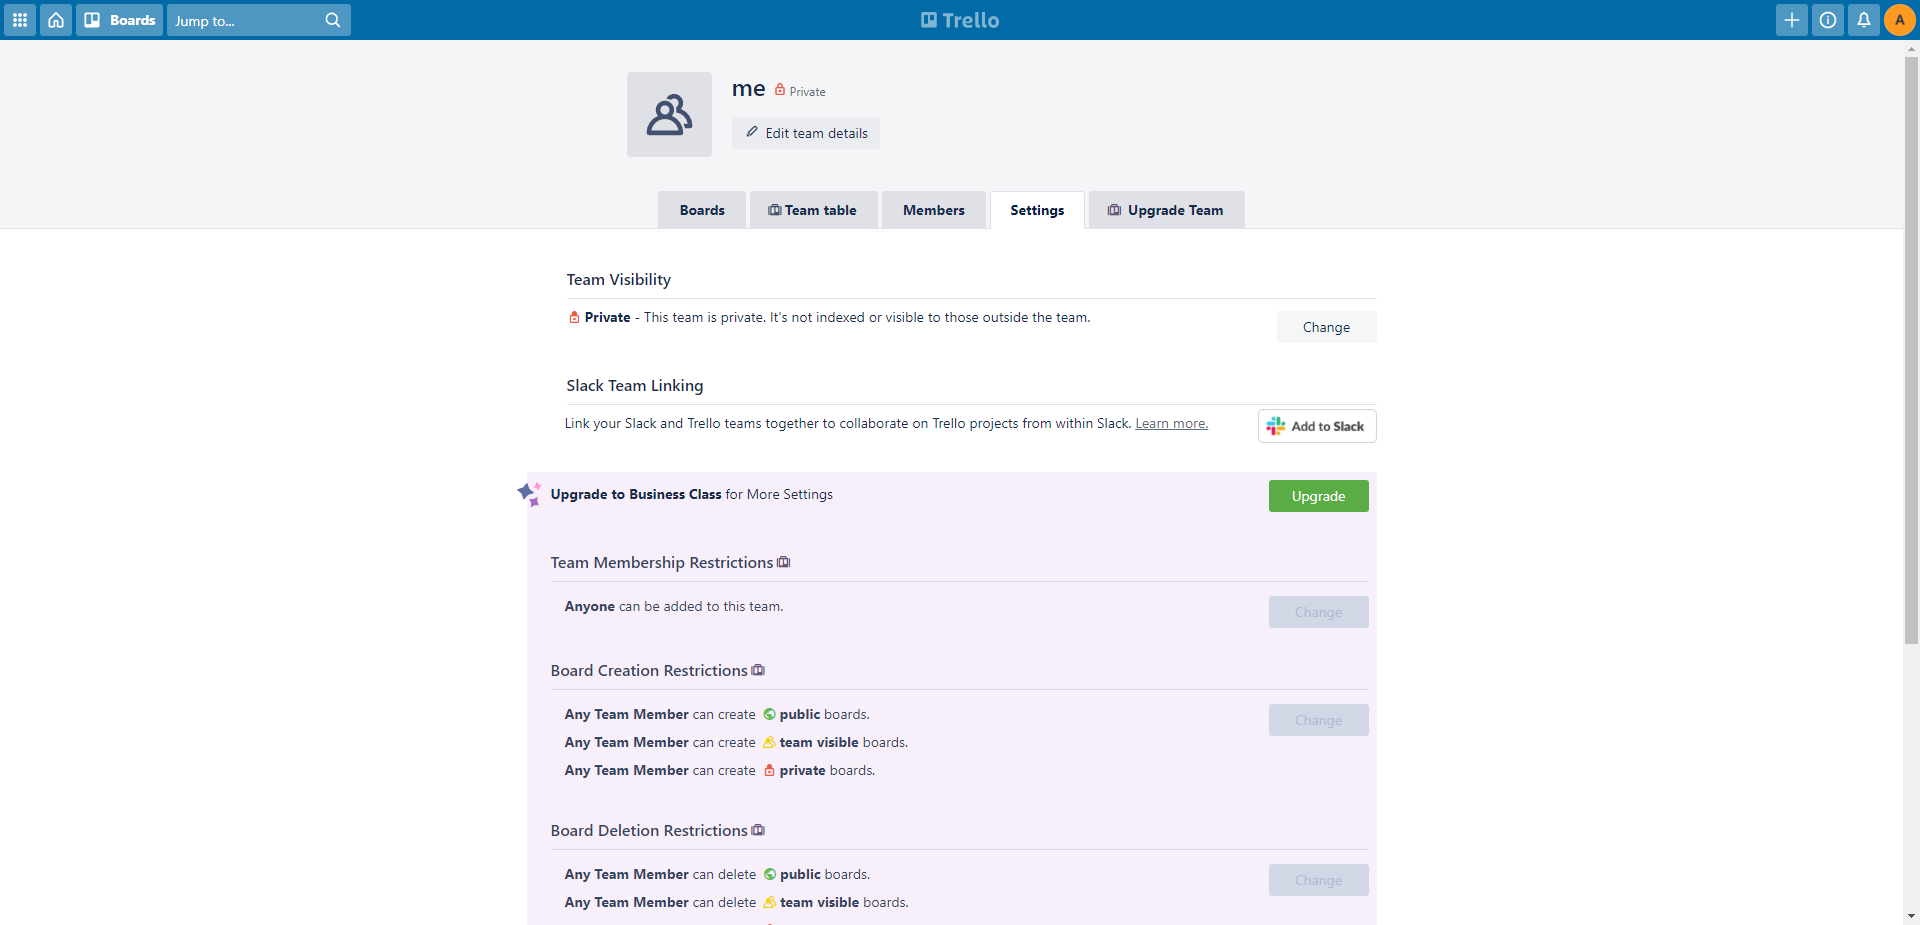 Boards
Jump to...
Trello
A
me Private
Edit team details
Boards
Team table
Members
Settings
Upgrade Team
Team Visibility
Private - This team is private. It's not indexed or visible to those outside the team.
Change
Slack Team Linking
Link your Slack and Trello teams together to collaborate on Trello projects from within Slack. Learn more.
Add to Slack
Upgrade to Business Class for More Settings
Upgrade
Team Membership Restrictions
Anyone can be added to this team.
Change
Board Creation Restrictions
Any Team Member can create public boards.
Change
Any Team Member can create team visible boards.
Any Team Member can create private boards.
Board Deletion Restrictions
Any Team Member can delete public boards.
Change
Any Team Member can delete team visible boards.